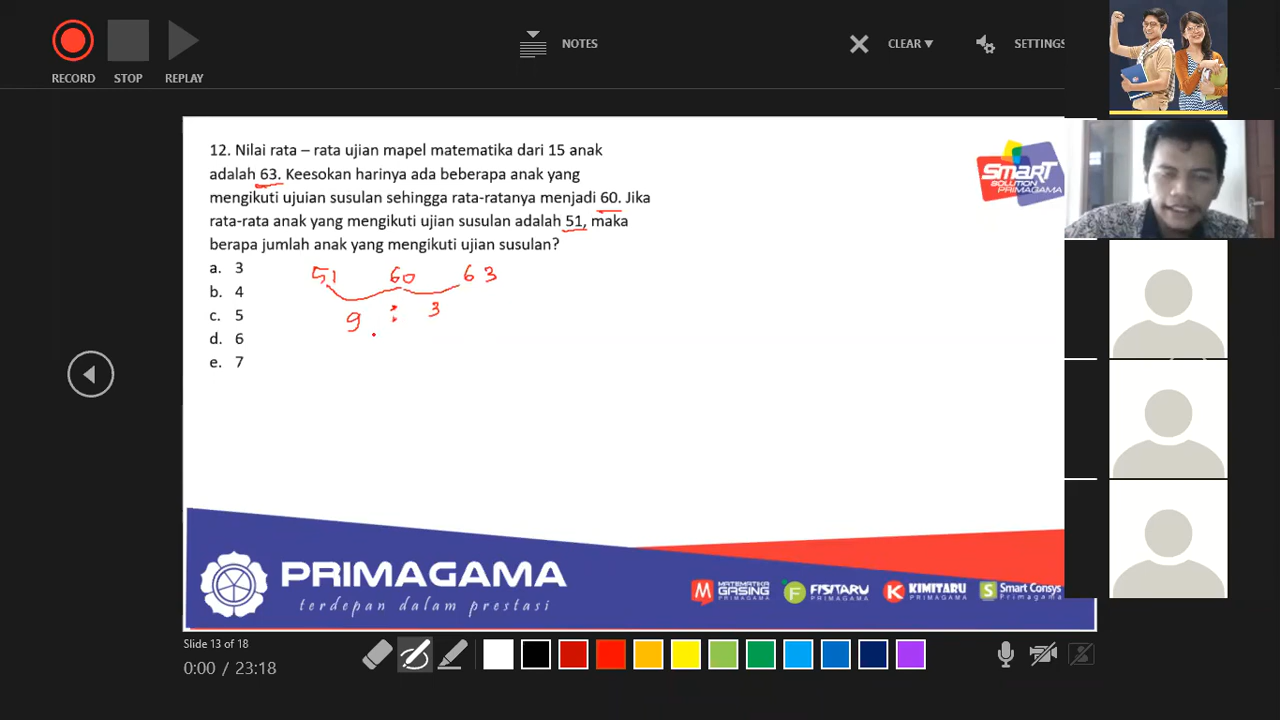 NOTES
CLEAR ▼
SETTINGS
RECORD
STOP
REPLAY
12. Nilai rata – rata ujian mapel matematika dari 15 anak
adalah 63. Keesokan harinya ada beberapa anak yang
mengikuti ujuian susulan sehingga rata-ratanya menjadi 60. Jika
rata-rata anak yang mengikuti ujian susulan adalah 51, maka
berapa jumlah anak yang mengikuti ujian susulan?
a. 3
b. 4
c. 5
d. 6
e. 7
51 60 63
9 : 3
SMART
SOLUTION
PRIMAGAMA
PRIMAGAMA
terdepan dalam prestasi
M MATEMATIKA
GASING
PRIMAGAMA
F FISITARU
PRIMAGAMA
K KIMITARU
PRIMAGAMA
S Smart Consys
Primagama
Slide 13 of 18
0:00 / 23:18